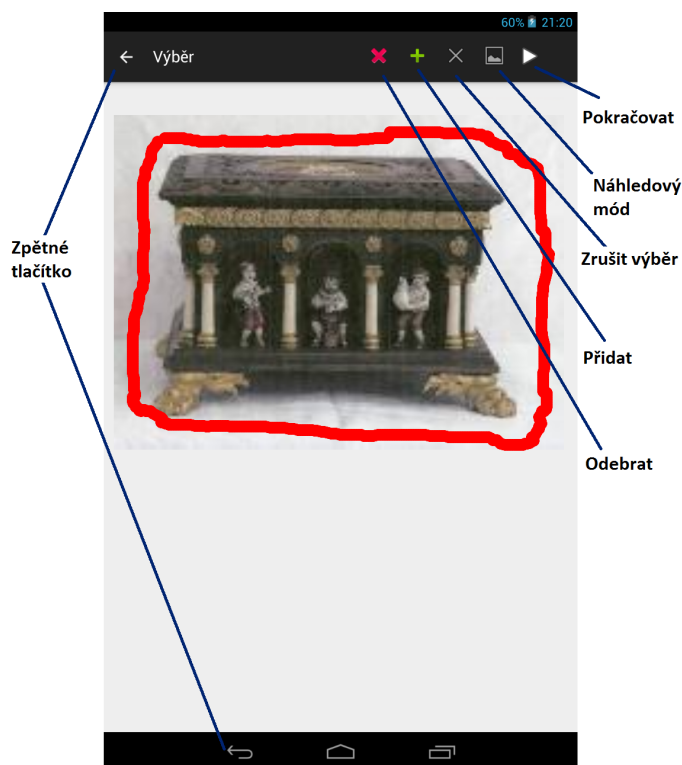 60% 21:20
Výběr
Pokračovat
Náhledový
mód
Zrušit výběr
Zpětné
tlačítko
Přidat
Odebrat